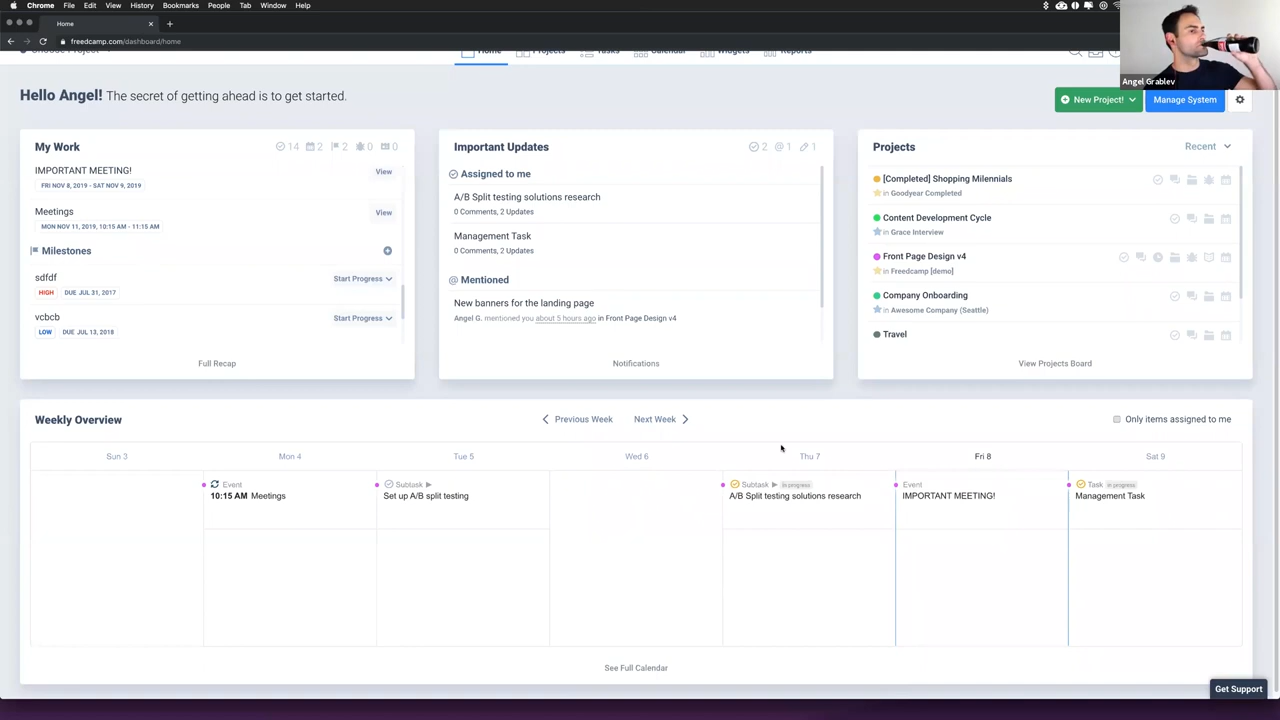 Chrome File Edit View History Bookmarks People Tab Window Help
Home
freedcamp.com/dashboard/home
Home Projects Tasks Calendar Widgets Reports
Angel Grablev
Hello Angel! The secret of getting ahead is to get started.
New Project!
Manage System
My Work
14 2 2 0 0
IMPORTANT MEETING!
View
FRI NOV 8, 2019 - SAT NOV 9, 2019
Meetings
View
MON NOV 11, 2019, 10:15 AM - 11:15 AM
Milestones
sdfdf
Start Progress
HIGH DUE JUL 31, 2017
vcbcb
Start Progress
LOW DUE JUL 13, 2018
Full Recap
Important Updates
2 @ 1 1
Assigned to me
A/B Split testing solutions research
0 Comments, 2 Updates
Management Task
0 Comments, 2 Updates
@ Mentioned
New banners for the landing page
Angel G. mentioned you about 5 hours ago in Front Page Design v4
Notifications
Projects
Recent
[Completed] Shopping Milennials
in Goodyear Completed
Content Development Cycle
in Grace Interview
Front Page Design v4
in Freedcamp [demo]
Company Onboarding
in Awesome Company (Seattle)
Travel
View Projects Board
Weekly Overview
Previous Week
Next Week
Only items assigned to me
Sun 3 Mon 4 Tue 5 Wed 6 Thu 7 Fri 8 Sat 9
Event
10:15 AM Meetings
Subtask
Set up A/B split testing
Subtask In progress
A/B Split testing solutions research
Event
IMPORTANT MEETING!
Task In progress
Management Task
See Full Calendar
Get Support